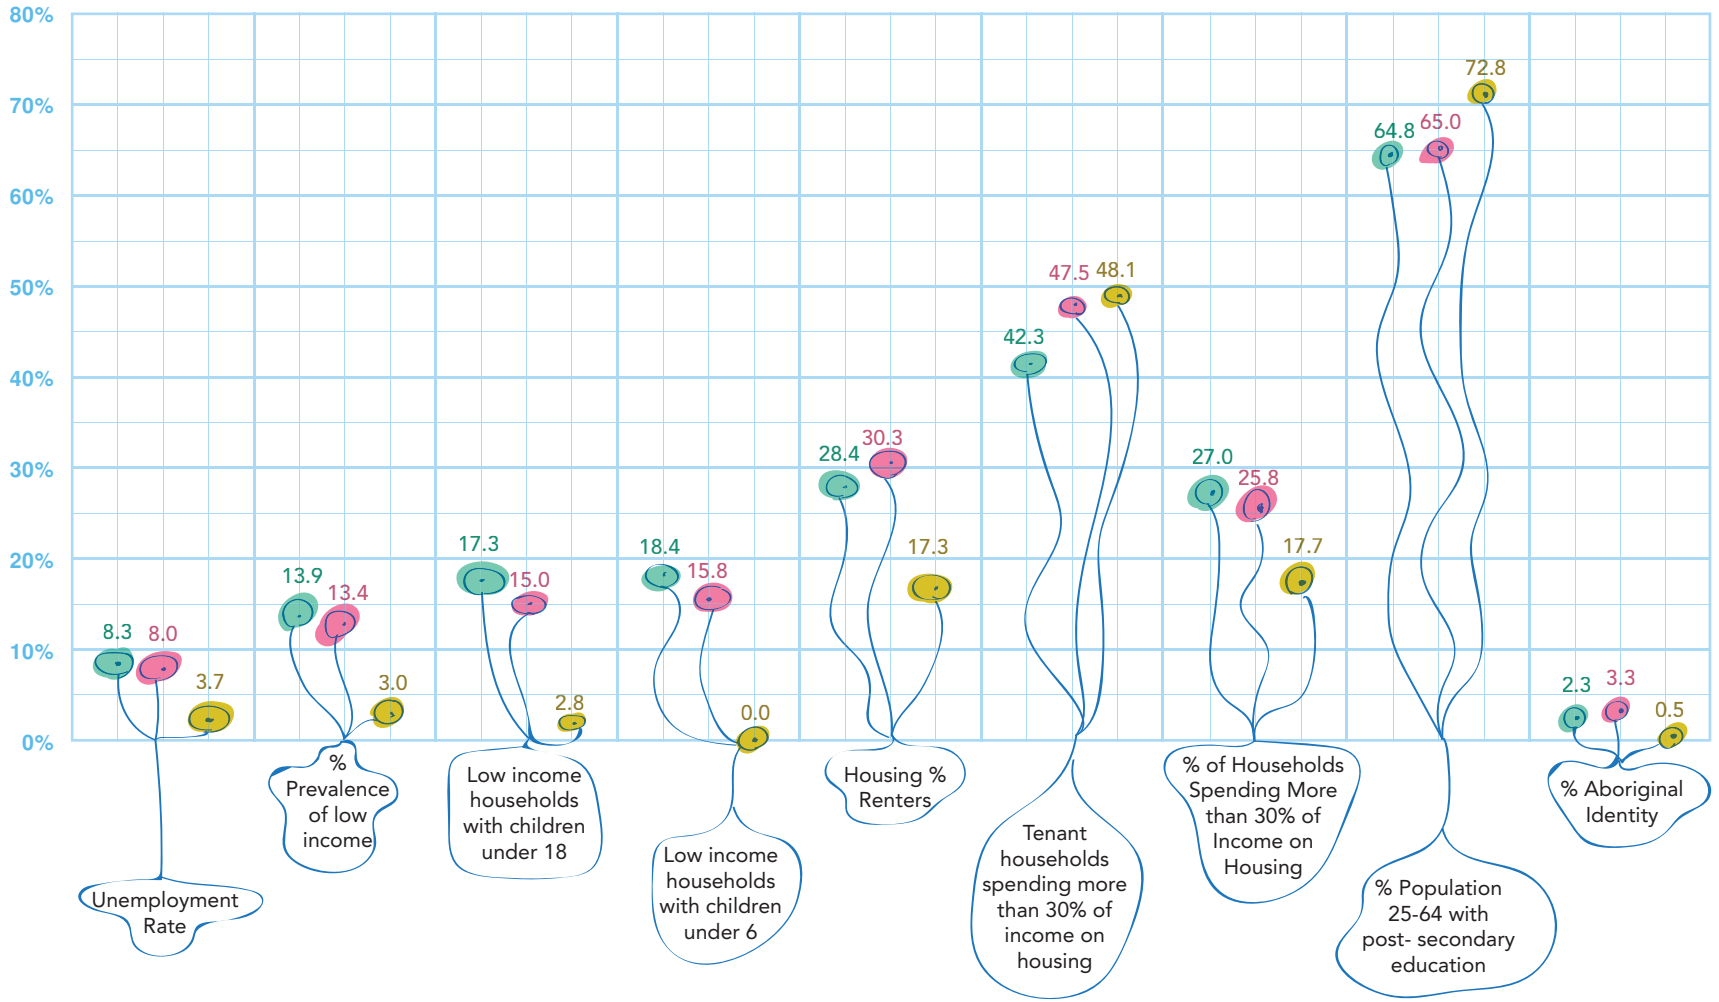 80%
70%
60%
50%
40%
30%
20%
10%
0%
8.3
8.0
3.7
13.9
13.4
3.0
17.3
15.0
2.8
18.4
15.8
0.0
28.4
30.3
17.3
42.3
47.5
48.1
27.0
25.8
17.7
64.8
65.0
72.8
2.3
3.3
0.5
Unemployment
Rate
%
Prevalence
of low
income
Low income
households
with children
under 18
Low income
households
with children
under 6
Housing %
Renters
Tenant
households
spending more
than 30% of
income on
housing
% of Households
Spending More
than 30% of
Income on
Housing
% Population
25-64 with
post- secondary
education
% Aboriginal
Identity